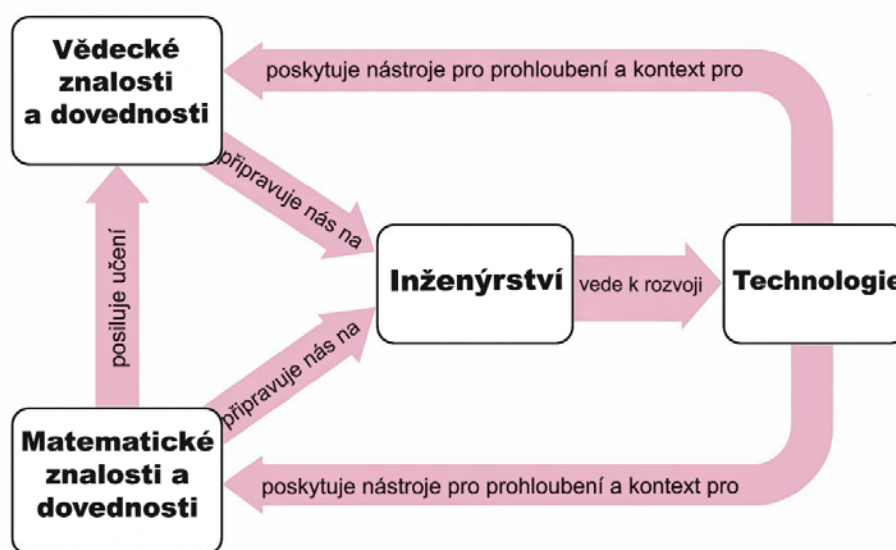 Vědecké
znalosti
a dovednosti
poskytuje nástroje pro prohloubení a kontext pro
připravuje nás na
posiluje učení
Inženýrství
vede k rozvoji
Technologie
připravuje nás na
Matematické
znalosti a
dovednosti
poskytuje nástroje pro prohloubení a kontext pro